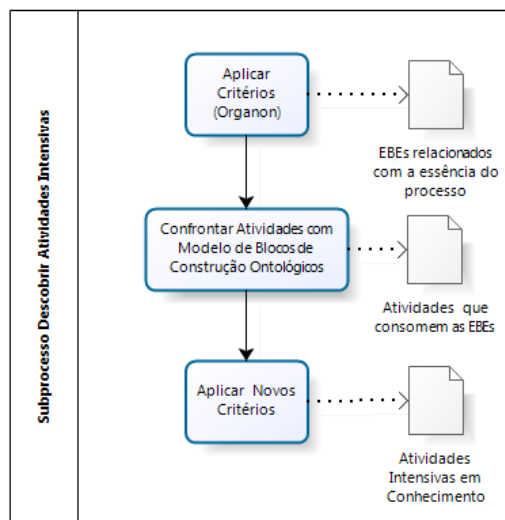 Subprocesso Descobrir Atividades Intensivas
Aplicar
Critérios
(Organon)
EBEs relacionados
com a essência do
processo
Confrontar Atividades com
Modelo de Blocos de
Construção Ontológicos
Atividades que
consomem as EBEs
Aplicar Novos
Critérios
Atividades
Intensivas em
Conhecimento